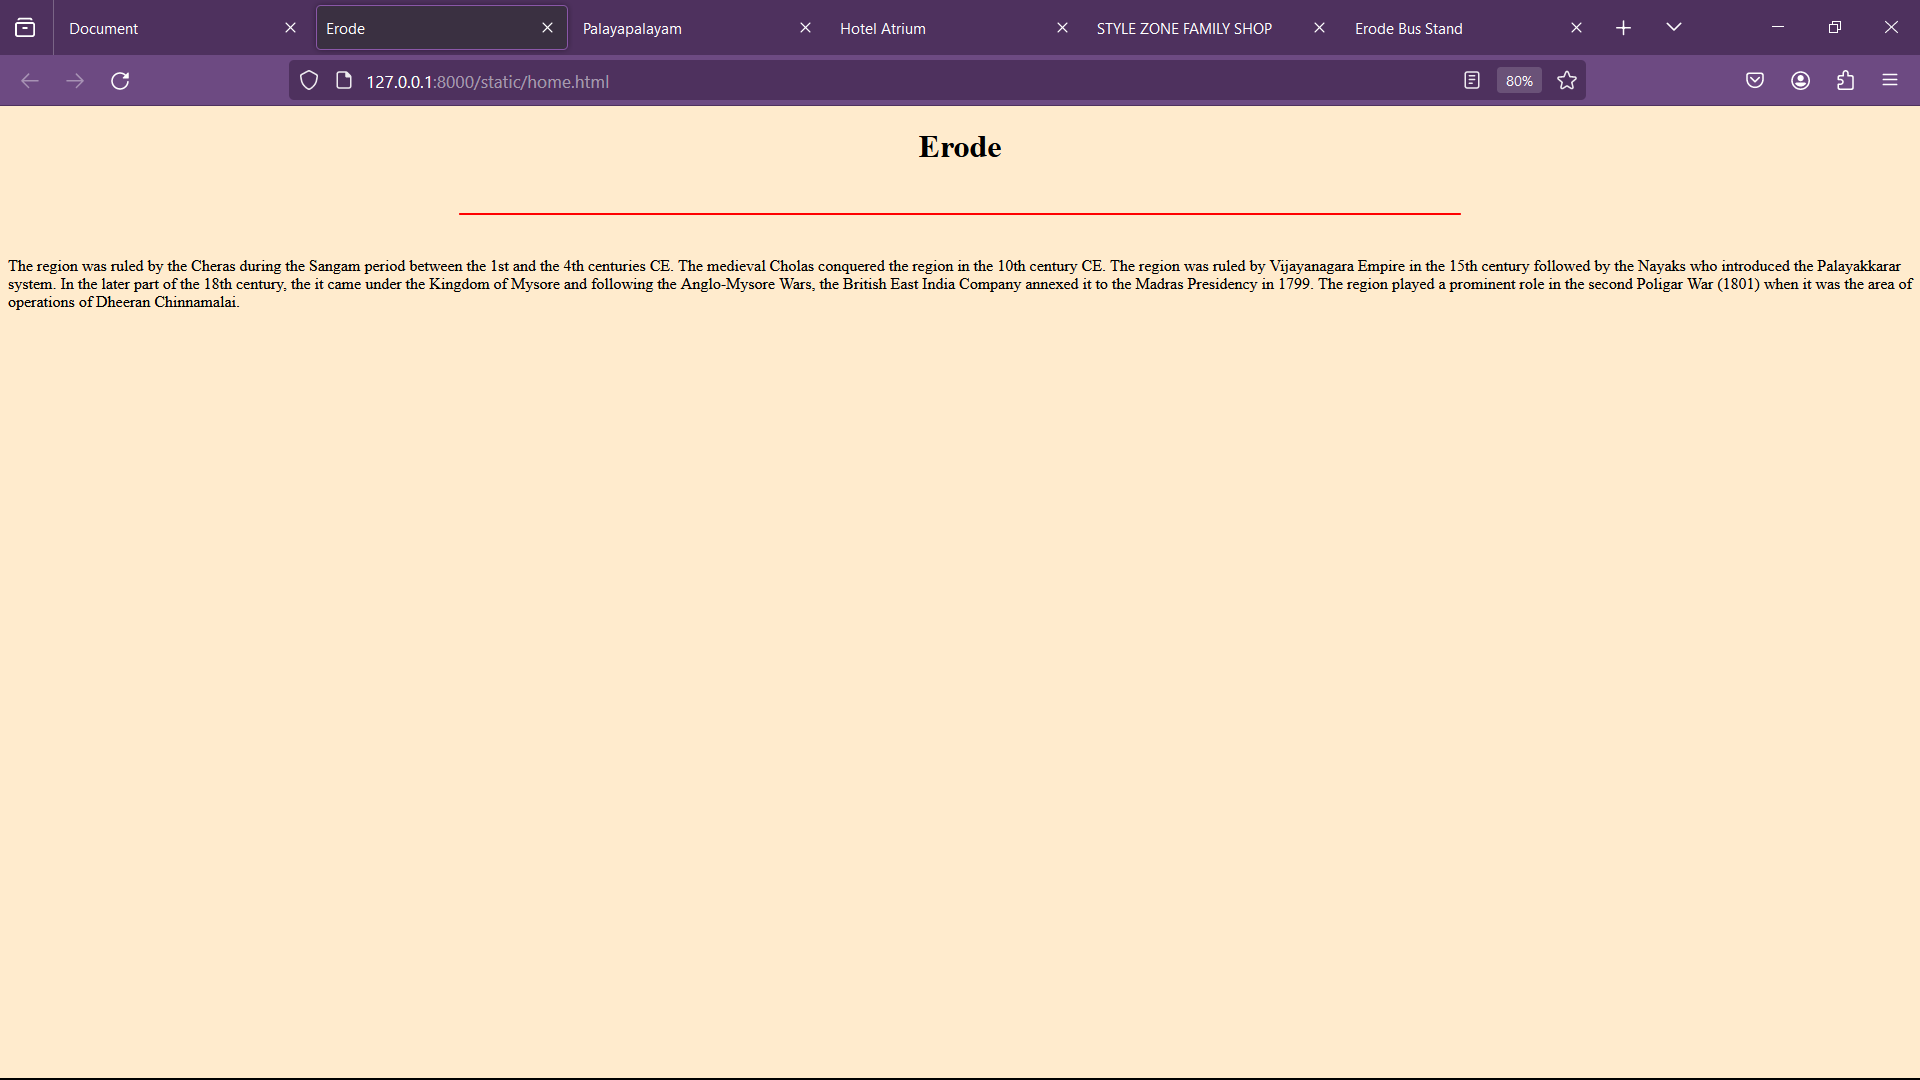 Document
Erode
Palayapalayam
Hotel Atrium
STYLE ZONE FAMILY SHOP
Erode Bus Stand
127.0.0.1:8000/static/home.html
80%
Erode
The region was ruled by the Cheras during the Sangam period between the 1st and the 4th centuries CE. The medieval Cholas conquered the region in the 10th century CE. The region was ruled by Vijayanagara Empire in the 15th century followed by the Nayaks who introduced the Palayakkarar
system. In the later part of the 18th century, the it came under the Kingdom of Mysore and following the Anglo-Mysore Wars, the British East India Company annexed it to the Madras Presidency in 1799. The region played a prominent role in the second Poligar War (1801) when it was the area of
operations of Dheeran Chinnamalai.